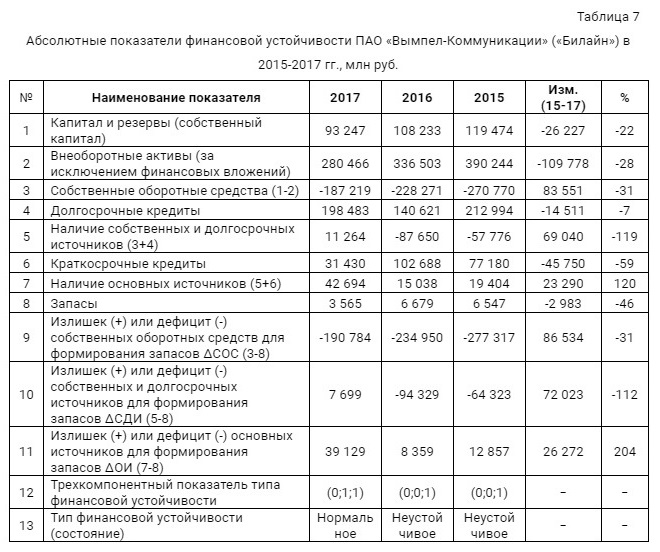 Таблица 7
Абсолютные показатели финансовой устойчивости ПАО «Вымпел-Коммуникации» («Билайн») в
2015-2017 гг., млн руб.
№ Наименование показателя 2017 2016 2015 Изм. (15-17) %
1 Капитал и резервы (собственный
капитал) 93 247 108 233 119 474 -26 227 -22
2 Внеоборотные активы (за
исключением финансовых вложений) 280 466 336 503 390 244 -109 778 -28
3 Собственные оборотные средства (1-2) -187 219 -228 271 -270 770 83 551 -31
4 Долгосрочные кредиты 198 483 140 621 212 994 -14 511 -7
5 Наличие собственных и долгосрочных
источников (3+4) 11 264 -87 650 -57 776 69 040 -119
6 Краткосрочные кредиты 31 430 102 688 77 180 -45 750 -59
7 Наличие основных источников (5+6) 42 694 15 038 19 404 23 290 120
8 Запасы 3 565 6 679 6 547 -2 983 -46
9 Излишек (+) или дефицит (-)
собственных оборотных средств для
формирования запасов ΔСОС (3-8) -190 784 -234 950 -277 317 86 534 -31
10 Излишек (+) или дефицит (-)
собственных и долгосрочных
источников для формирования
запасов ΔСДИ (5-8) 7 699 -94 329 -64 323 72 023 -112
11 Излишек (+) или дефицит (-) основных
источников для формирования
запасов ΔОИ (7-8) 39 129 8 359 12 857 26 272 204
12 Трехкомпонентный показатель типа
финансовой устойчивости (0;1;1) (0;0;1) (0;0;1) – –
13 Тип финансовой устойчивости
(состояние) Нормаль
ное Неустой
чивое Неустой
чивое – –